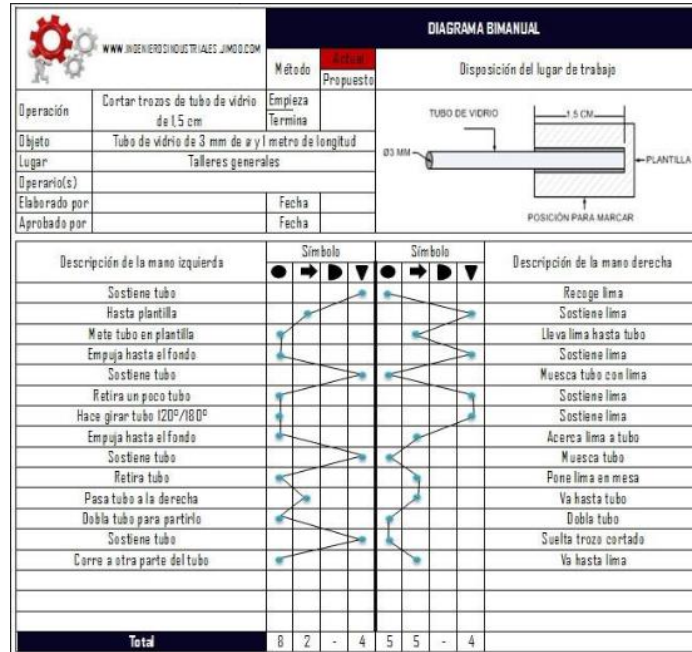 WWW.INGENIEROSINDUSTRIALES.JIMDO.COM
DIAGRAMA BIMANUAL
Método
Actual
Propuesto
Disposición del lugar de trabajo
Operación
Cortar trozos de tubo de vidrio
de 1,5 cm
Empieza
Termina
Objeto
Tubo de vidrio de 3 mm de ø y 1 metro de longitud
Lugar
Talleres generales
Operario(s)
Elaborado por
Fecha
Aprobado por
Fecha
TUBO DE VIDRIO
1,5 CM
Ø3 MM
PLANTILLA
POSICIÓN PARA MARCAR
Descripción de la mano izquierda
Símbolo
Símbolo
Descripción de la mano derecha
Sostiene tubo Recoge lima
Hasta plantilla Sostiene lima
Mete tubo en plantilla Lleva lima hasta tubo
Empuja hasta el fondo Sostiene lima
Sostiene tubo Muesca tubo con lima
Retira un poco tubo Sostiene lima
Hace girar tubo 120º/180º Sostiene lima
Empuja hasta el fondo Acerca lima a tubo
Sostiene tubo Muesca tubo
Retira tubo Pone lima en mesa
Pasa tubo a la derecha Va hasta tubo
Dobla tubo para partirlo Dobla tubo
Sostiene tubo Suelta trozo cortado
Corre a otra parte del tubo Va hasta lima
Total 8 2 - 4 5 5 - 4